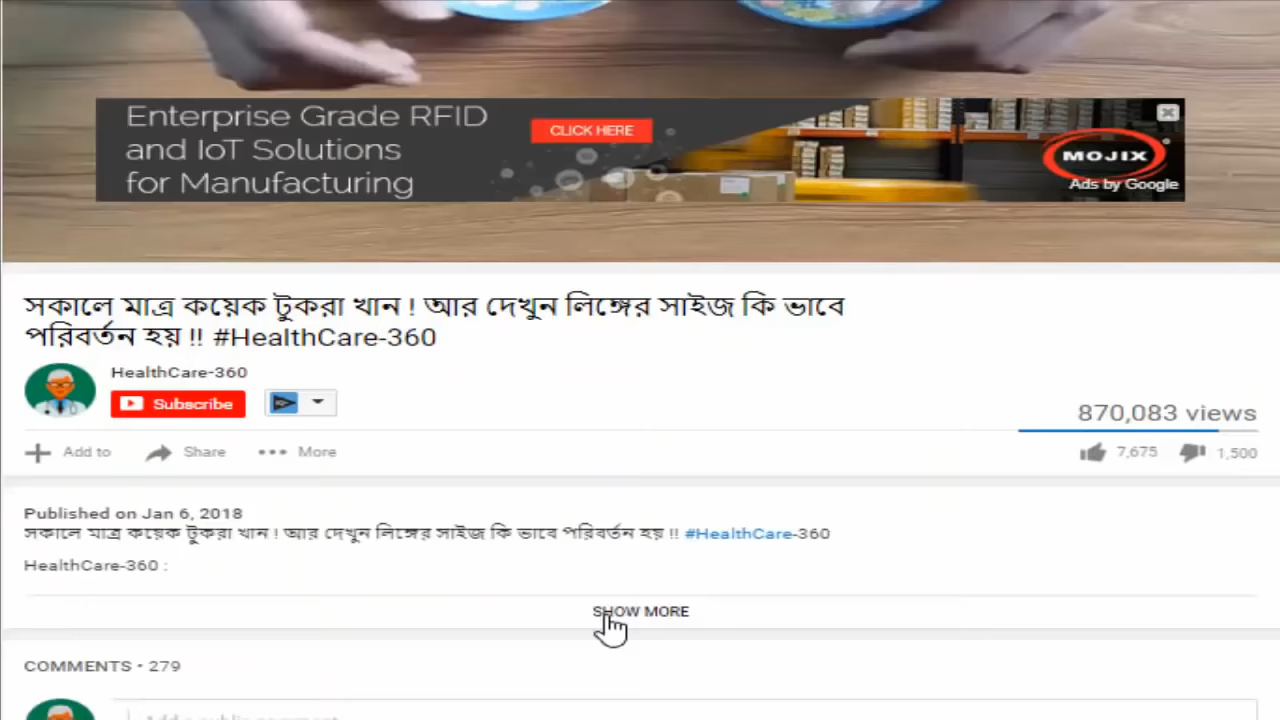 Enterprise Grade RFID
and IoT Solutions
for Manufacturing
CLICK HERE
MOJIX
Ads by Google
সকালে মাত্র কয়েক টুকরা খান ! আর দেখুন লিঙ্গের সাইজ কি ভাবে
পরিবর্তন হয় !! #HealthCare-360
HealthCare-360
Subscribe
870,083 views
Add to Share More 7,675 1,500
Published on Jan 6, 2018
সকালে মাত্র কয়েক টুকরা খান ! আর দেখুন লিঙ্গের সাইজ কি ভাবে পরিবর্তন হয় !! #HealthCare-360
HealthCare-360 :
SHOW MORE
COMMENTS • 279
Add a public comment